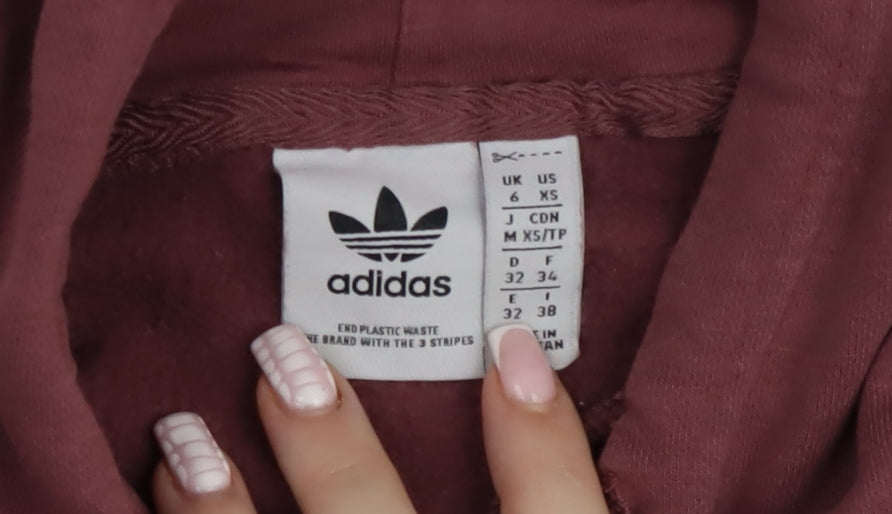 adidas
END PLASTIC WASTE
THE BRAND WITH THE 3 STRIPES
UK US
6 XS
J CDN
M XS/TP
D F
32 34
E I
32 38
IN